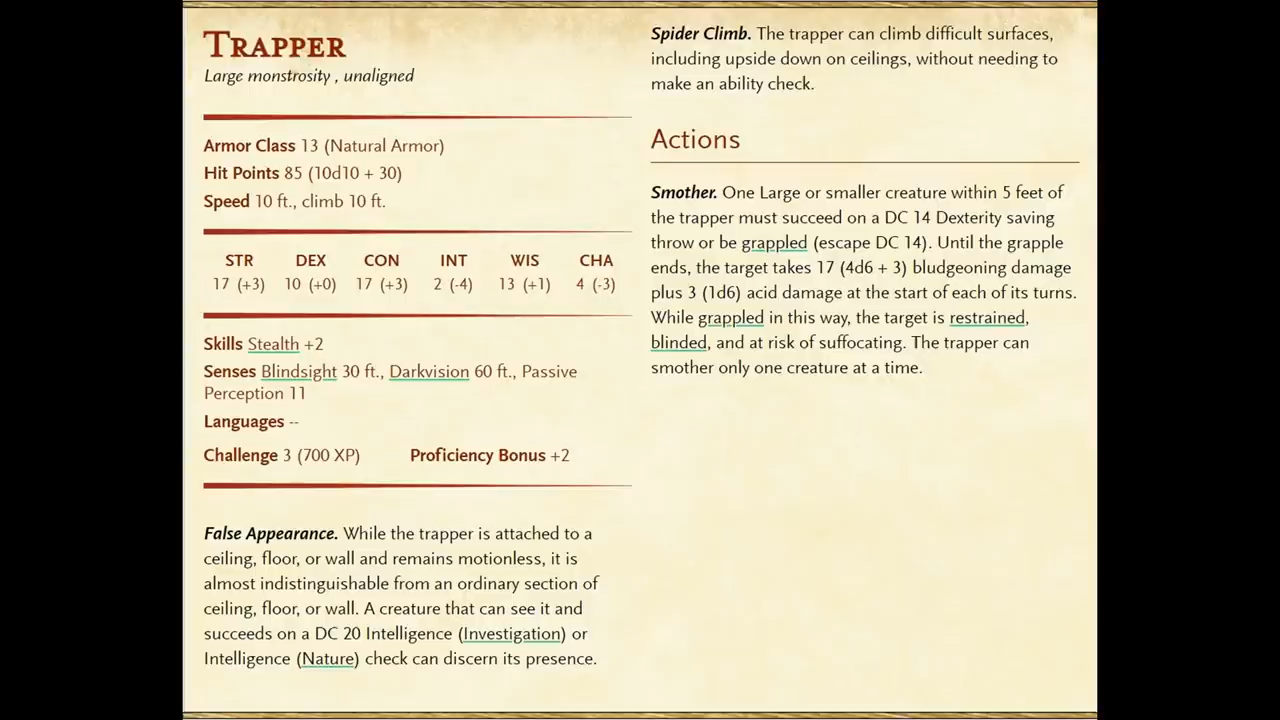 Trapper
Large monstrosity , unaligned
Armor Class 13 (Natural Armor)
Hit Points 85 (10d10 + 30)
Speed 10 ft., climb 10 ft.
STR DEX CON INT WIS CHA
17 (+3) 10 (+0) 17 (+3) 2 (-4) 13 (+1) 4 (-3)
Skills Stealth +2
Senses Blindsight 30 ft., Darkvision 60 ft., Passive
Perception 11
Languages --
Challenge 3 (700 XP) Proficiency Bonus +2
False Appearance. While the trapper is attached to a
ceiling, floor, or wall and remains motionless, it is
almost indistinguishable from an ordinary section of
ceiling, floor, or wall. A creature that can see it and
succeeds on a DC 20 Intelligence (Investigation) or
Intelligence (Nature) check can discern its presence.
Spider Climb. The trapper can climb difficult surfaces,
including upside down on ceilings, without needing to
make an ability check.
Actions
Smother. One Large or smaller creature within 5 feet of
the trapper must succeed on a DC 14 Dexterity saving
throw or be grappled (escape DC 14). Until the grapple
ends, the target takes 17 (4d6 + 3) bludgeoning damage
plus 3 (1d6) acid damage at the start of each of its turns.
While grappled in this way, the target is restrained,
blinded, and at risk of suffocating. The trapper can
smother only one creature at a time.